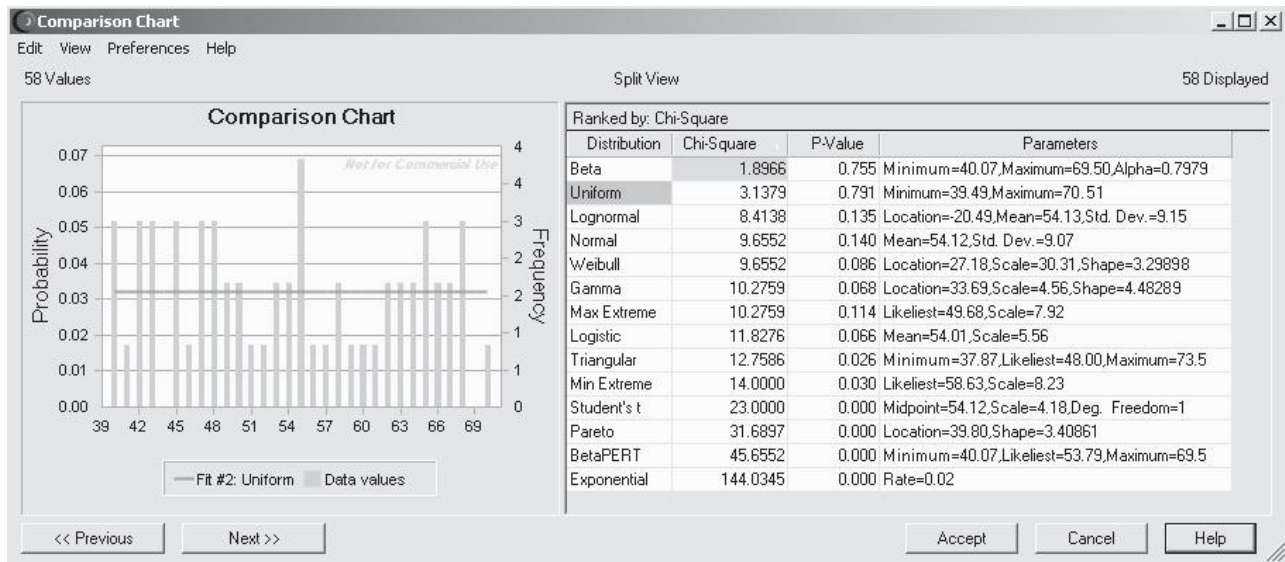 Comparison Chart
Edit View Preferences Help
58 Values Split View 58 Displayed
Comparison Chart
Not for Commercial Use
Probability
0.07
0.06
0.05
0.04
0.03
0.02
0.01
0.00
4
4
3
2
2
1
1
0
Frequency
39 42 45 48 51 54 57 60 63 66 69
Fit #2: Uniform Data values
Ranked by: Chi-Square
Distribution Chi-Square P-Value Parameters
Beta 1.8966 0.755 Minimum=40.07,Maximum=69.50,Alpha=0.7979
Uniform 3.1379 0.791 Minimum=39.49,Maximum=70.51
Lognormal 8.4138 0.135 Location=-20.49,Mean=54.13,Std. Dev.=9.15
Normal 9.6552 0.140 Mean=54.12,Std. Dev.=9.07
Weibull 9.6552 0.086 Location=27.18,Scale=30.31,Shape=3.29898
Gamma 10.2759 0.068 Location=33.69,Scale=4.56,Shape=4.48289
Max Extreme 10.2759 0.114 Likeliest=49.68,Scale=7.92
Logistic 11.8276 0.066 Mean=54.01,Scale=5.56
Triangular 12.7586 0.026 Minimum=37.87,Likeliest=48.00,Maximum=73.5
Min Extreme 14.0000 0.030 Likeliest=58.63,Scale=8.23
Student's t 23.0000 0.000 Midpoint=54.12,Scale=4.18,Deg. Freedom=1
Pareto 31.6897 0.000 Location=39.80,Shape=3.40861
BetaPERT 45.6552 0.000 Minimum=40.07,Likeliest=53.79,Maximum=69.5
Exponential 144.0345 0.000 Rate=0.02
<< Previous Next >> Accept Cancel Help